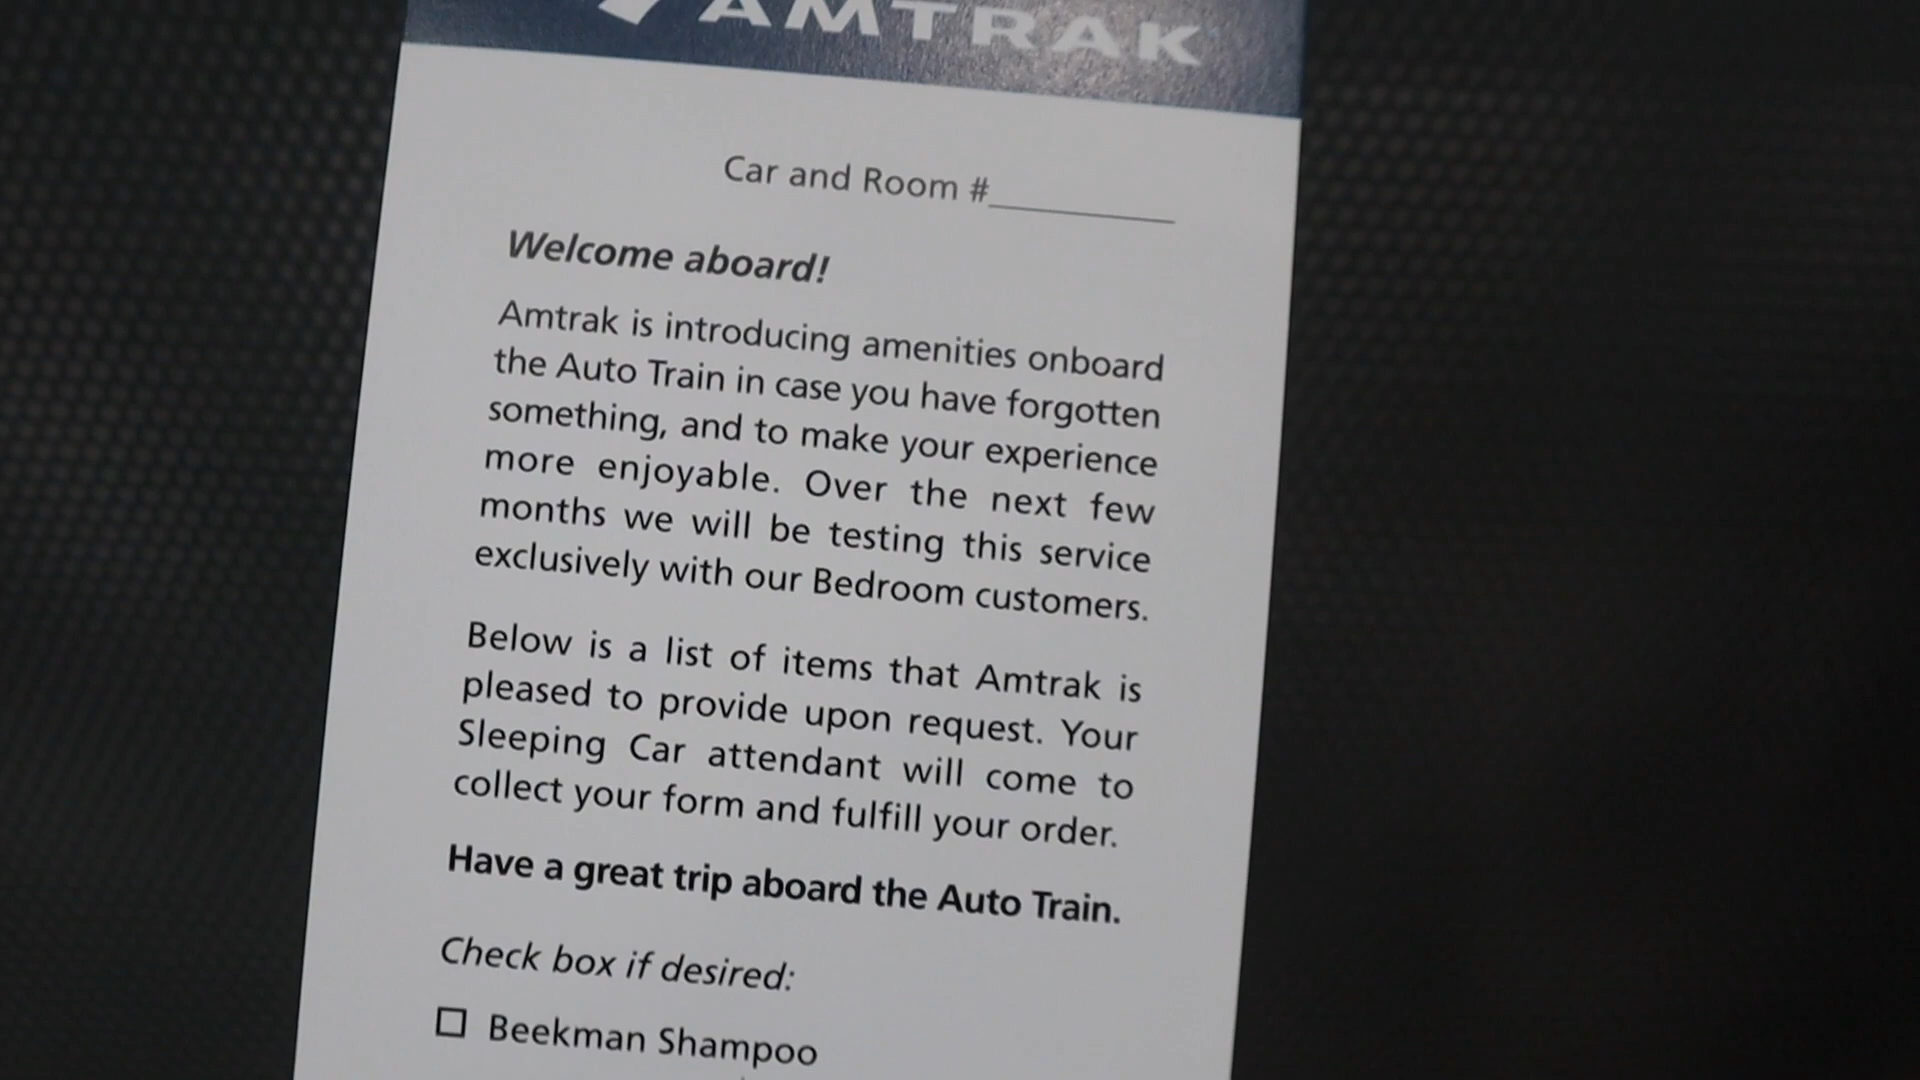 AMTRAK
Car and Room #__________
Welcome aboard!
Amtrak is introducing amenities onboard
the Auto Train in case you have forgotten
something, and to make your experience
more enjoyable. Over the next few
months we will be testing this service
exclusively with our Bedroom customers.
Below is a list of items that Amtrak is
pleased to provide upon request. Your
Sleeping Car attendant will come to
collect your form and fulfill your order.
Have a great trip aboard the Auto Train.
Check box if desired:
☐ Beekman Shampoo